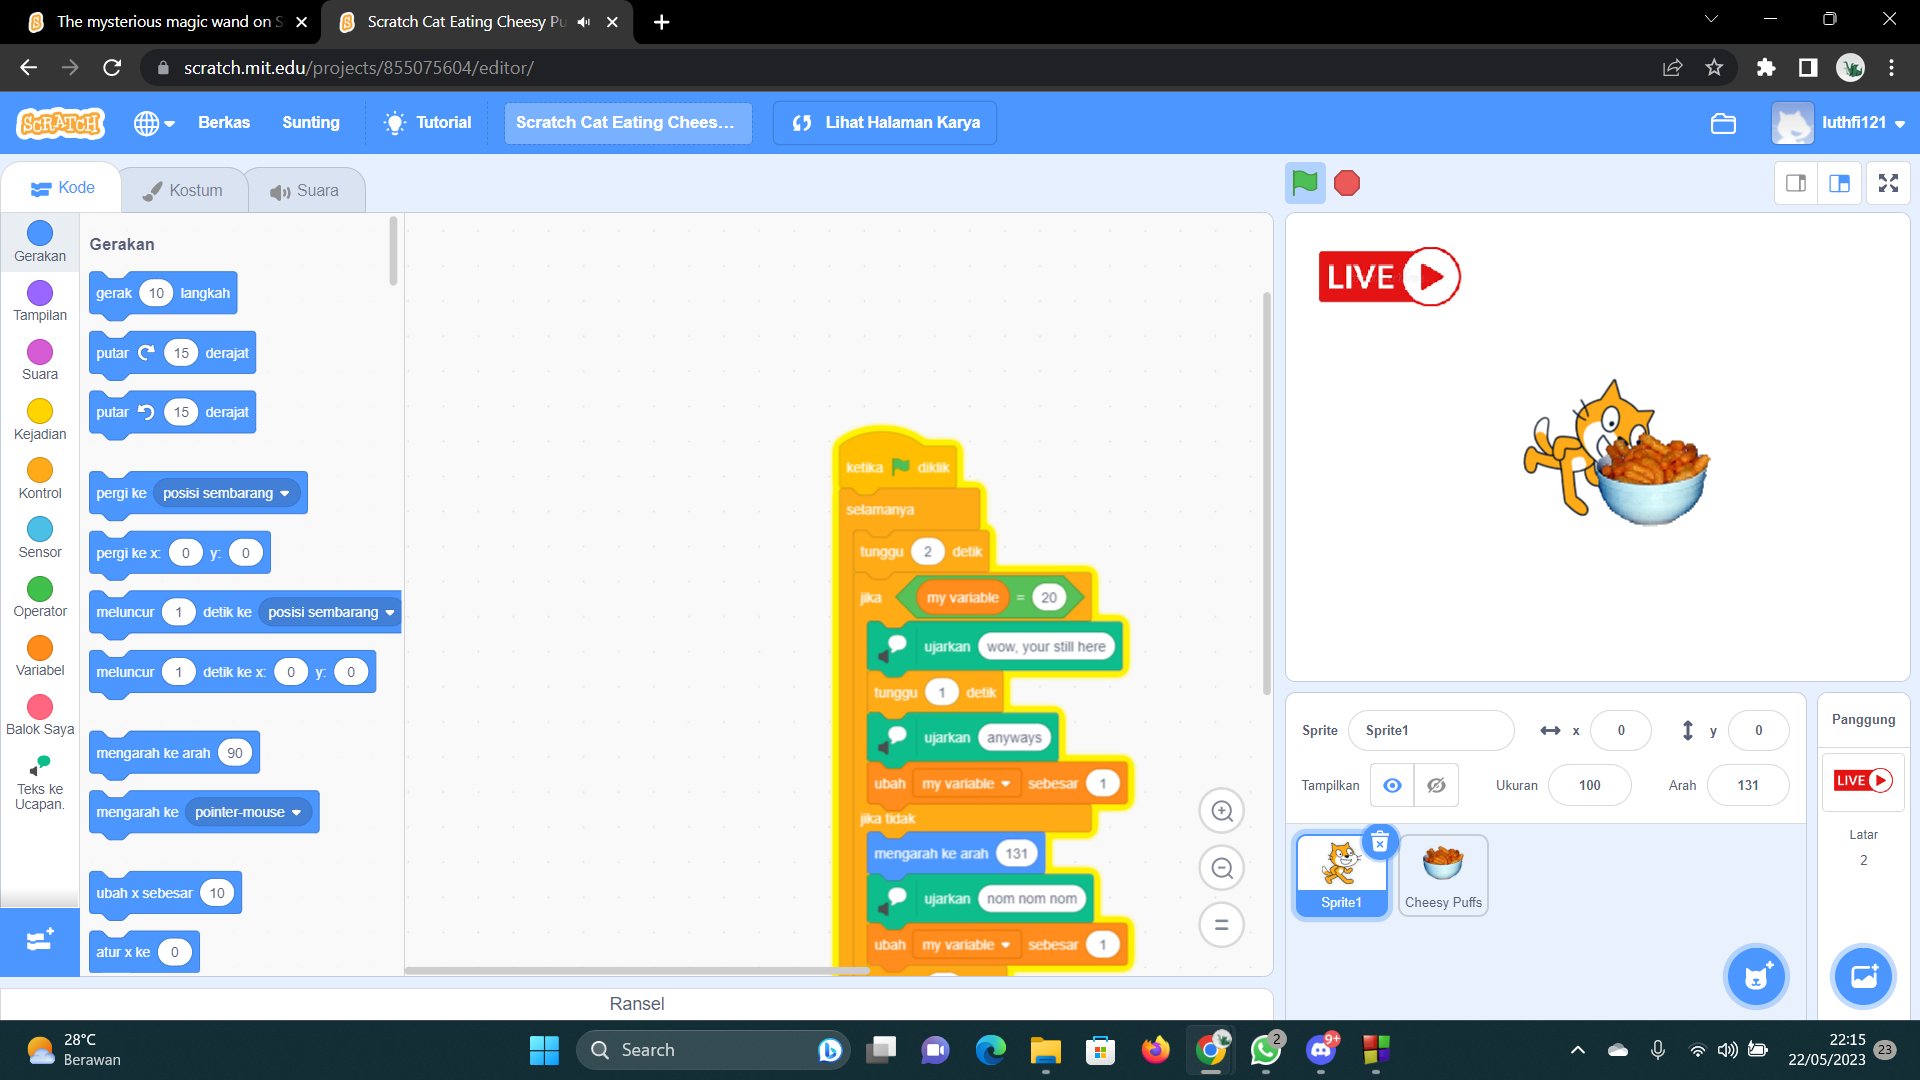 The mysterious magic wand on S
Scratch Cat Eating Cheesy Pu
scratch.mit.edu/projects/855075604/editor/
SCRATCH
Berkas
Sunting
Tutorial
Scratch Cat Eating Chees...
Lihat Halaman Karya
luthfi121
Kode
Kostum
Suara
Gerakan
Tampilan
Suara
Kejadian
Kontrol
Sensor
Operator
Variabel
Balok Saya
Teks ke
Ucapan.
Gerakan
gerak 10 langkah
putar 15 derajat
putar 15 derajat
pergi ke posisi sembarang
pergi ke x: 0 y: 0
meluncur 1 detik ke posisi sembarang
meluncur 1 detik ke x: 0 y: 0
mengarah ke arah 90
mengarah ke pointer-mouse
ubah x sebesar 10
atur x ke 0
ketika diklik
selamanya
tunggu 2 detik
jika my variable = 20
ujarkan wow, your still here
tunggu 1 detik
ujarkan anyways
ubah my variable sebesar 1
jika tidak
mengarah ke arah 131
ujarkan nom nom nom
ubah my variable sebesar 1
Ransel
LIVE
Sprite Sprite1 x 0 y 0
Tampilkan Ukuran 100 Arah 131
Sprite1
Cheesy Puffs
Panggung
LIVE
Latar
2
28°C
Berawan
Search
2
9+
22:15
22/05/2023
23